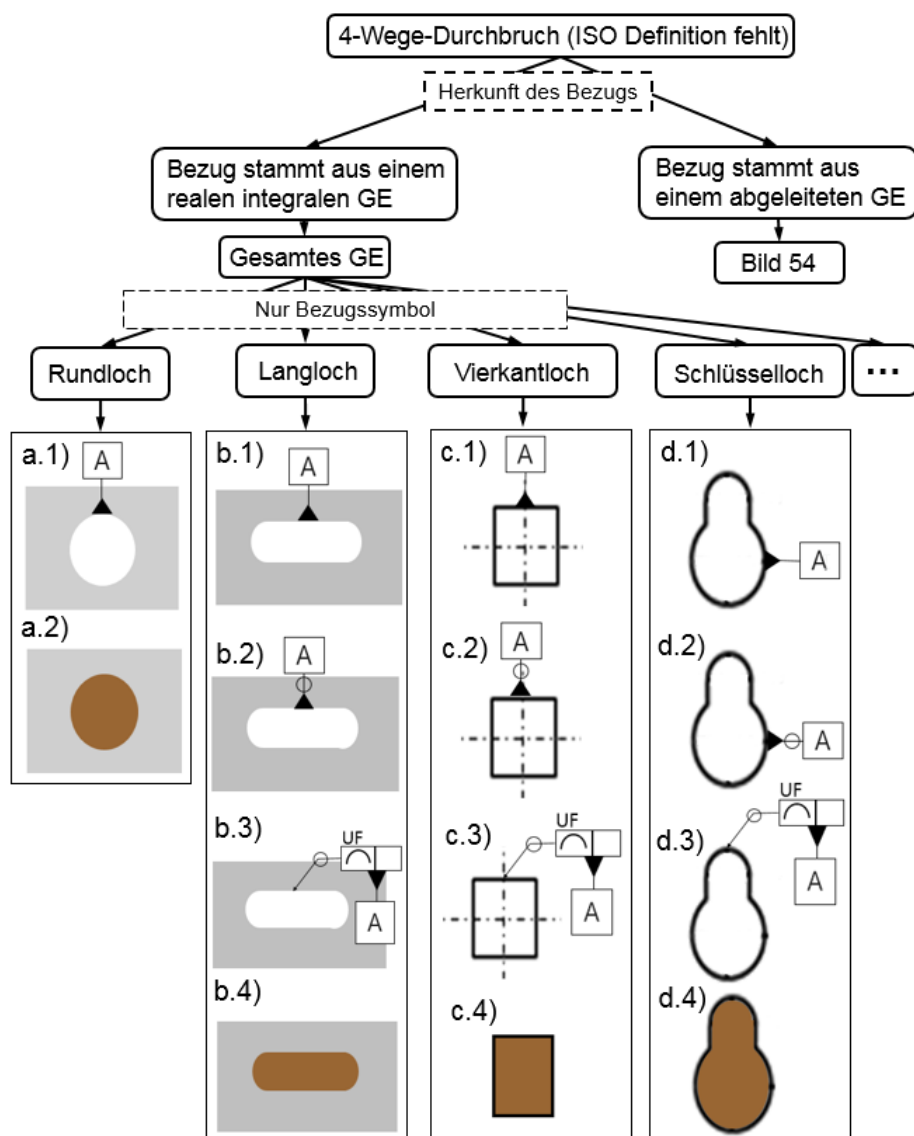 4-Wege-Durchbruch (ISO Definition fehlt)
Herkunft des Bezugs
Bezug stammt aus einem
realen integralen GE
Bezug stammt aus
einem abgeleiteten GE
Gesamtes GE
Bild 54
Nur Bezugssymbol
Rundloch
Langloch
Vierkantloch
Schlüsselloch
...
a.1)
A
a.2)
b.1)
A
b.2)
A
b.3)
UF
A
b.4)
c.1)
A
c.2)
A
c.3)
UF
A
c.4)
d.1)
A
d.2)
A
d.3)
UF
A
d.4)